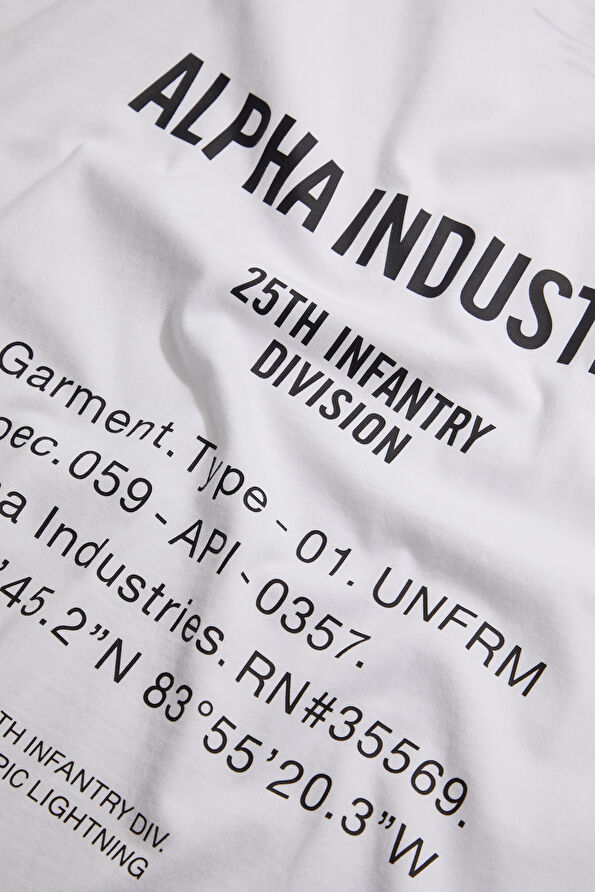 ALPHA INDUST
25TH INFANTRY
DIVISION
Garment. Type - 01. UNFRM
pec. 059 - API - 0357.
a Industries. RN#35569.
'45.2”N 83°55’20.3”W
TH INFANTRY DIV.
PIC LIGHTNING